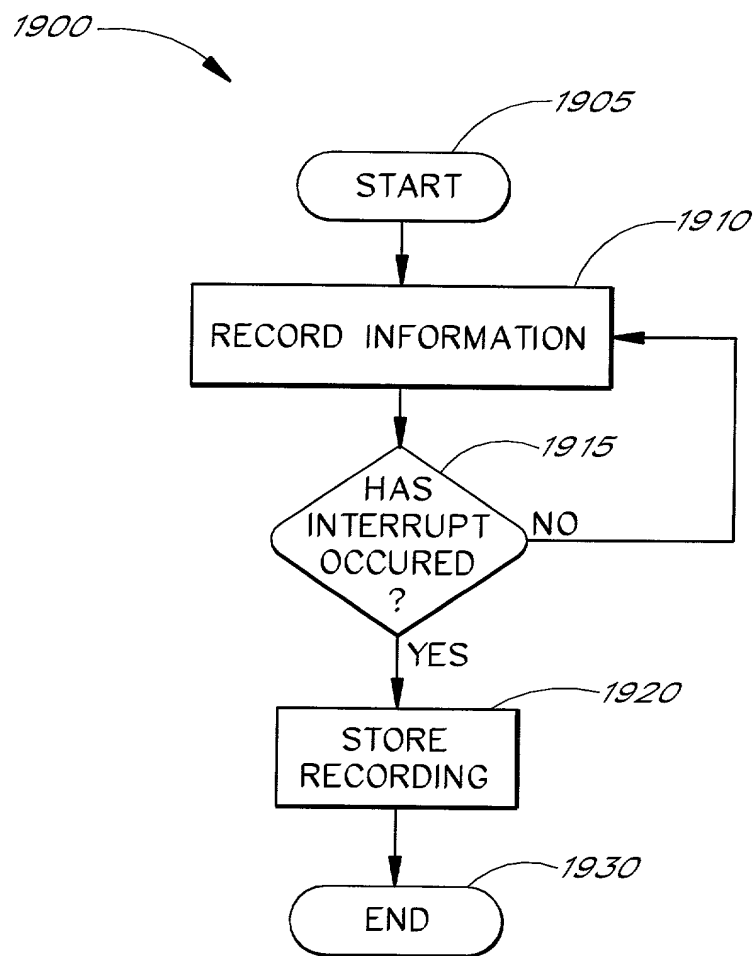 1900
1905
START
1910
RECORD INFORMATION
1915
HAS
INTERRUPT
OCCURED
?
NO
YES
1920
STORE
RECORDING
1930
END